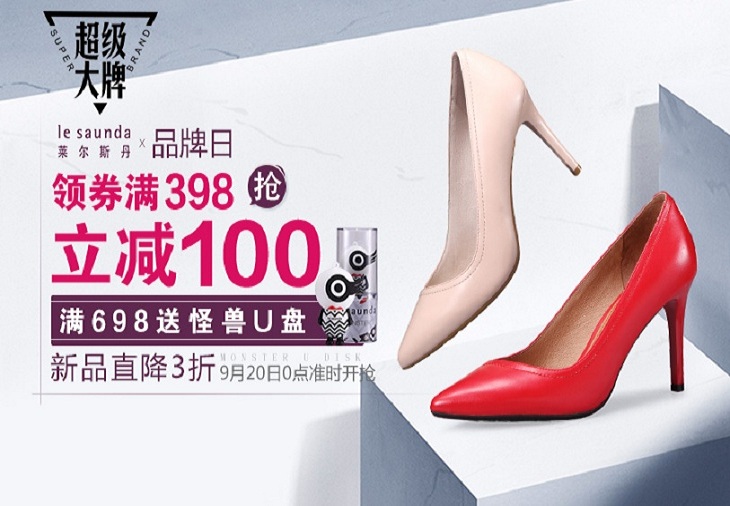 超级
大牌
SUPER
BRAND
le saunda
莱尔斯丹
x
品牌日
领券满398
抢
立减100
满698送怪兽U盘
saunda
MONSTER U DISK
新品直降3折
9月20日0点准时开抢